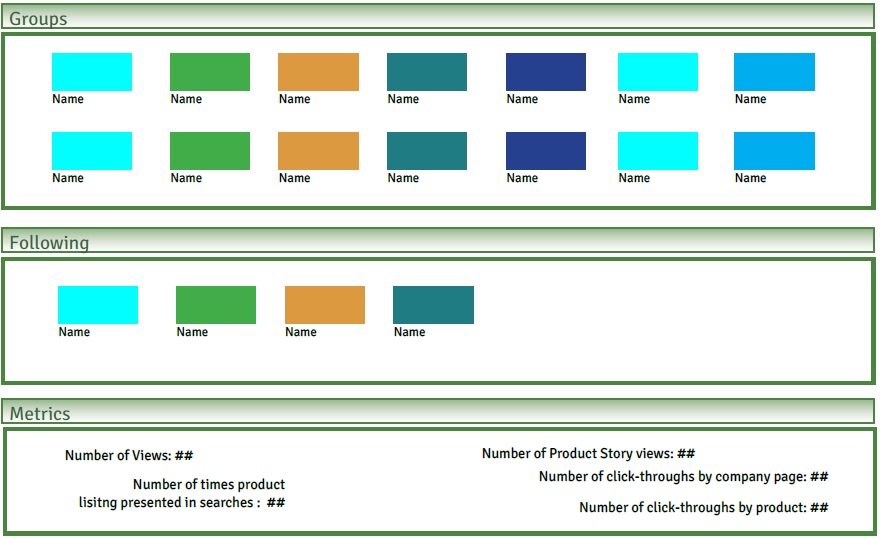 Groups
Name Name Name Name Name Name Name
Name Name Name Name Name Name Name
Following
Name Name Name Name
Metrics
Number of Views: ##
Number of times product
lisitng presented in searches : ##
Number of Product Story views: ##
Number of click-throughs by company page: ##
Number of click-throughs by product: ##